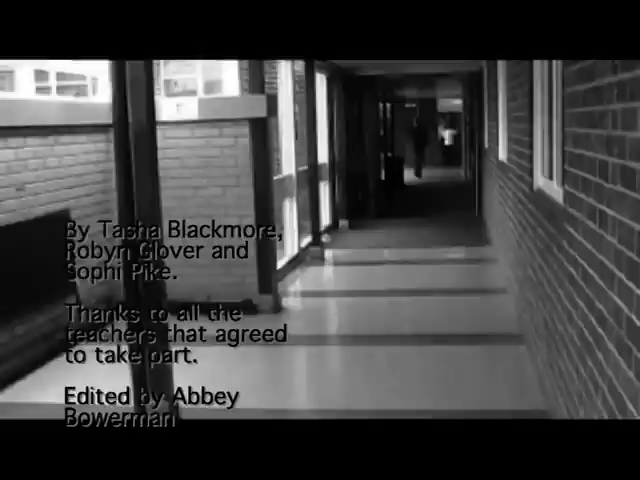 By Tasha Blackmore,
Robyn Glover and
Sophi Pike.
Thanks to all the
teachers that agreed
to take part.
Edited by Abbey
Bowerman